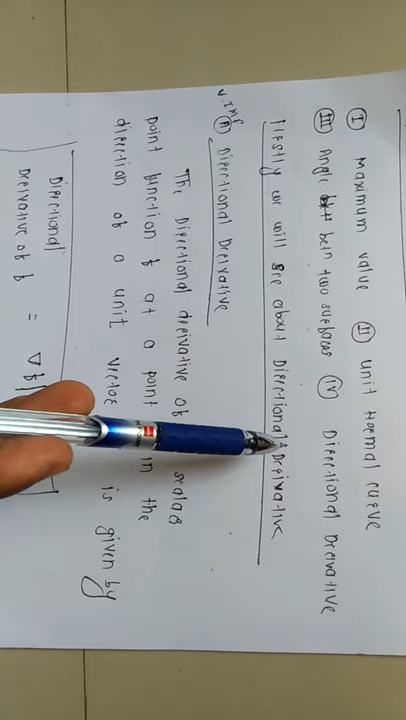 (I) Maximum value (II) unit normal curve
(III) Angle betn two surfaces (IV) Directional Derivative
Firstly we will see about Directional Derivative
V.IMP (A) Directional Derivative
The Directional derivative of scalar
point function f at a point in the
direction of a unit vector is given by
Directional
Derivative of f = ∇f|